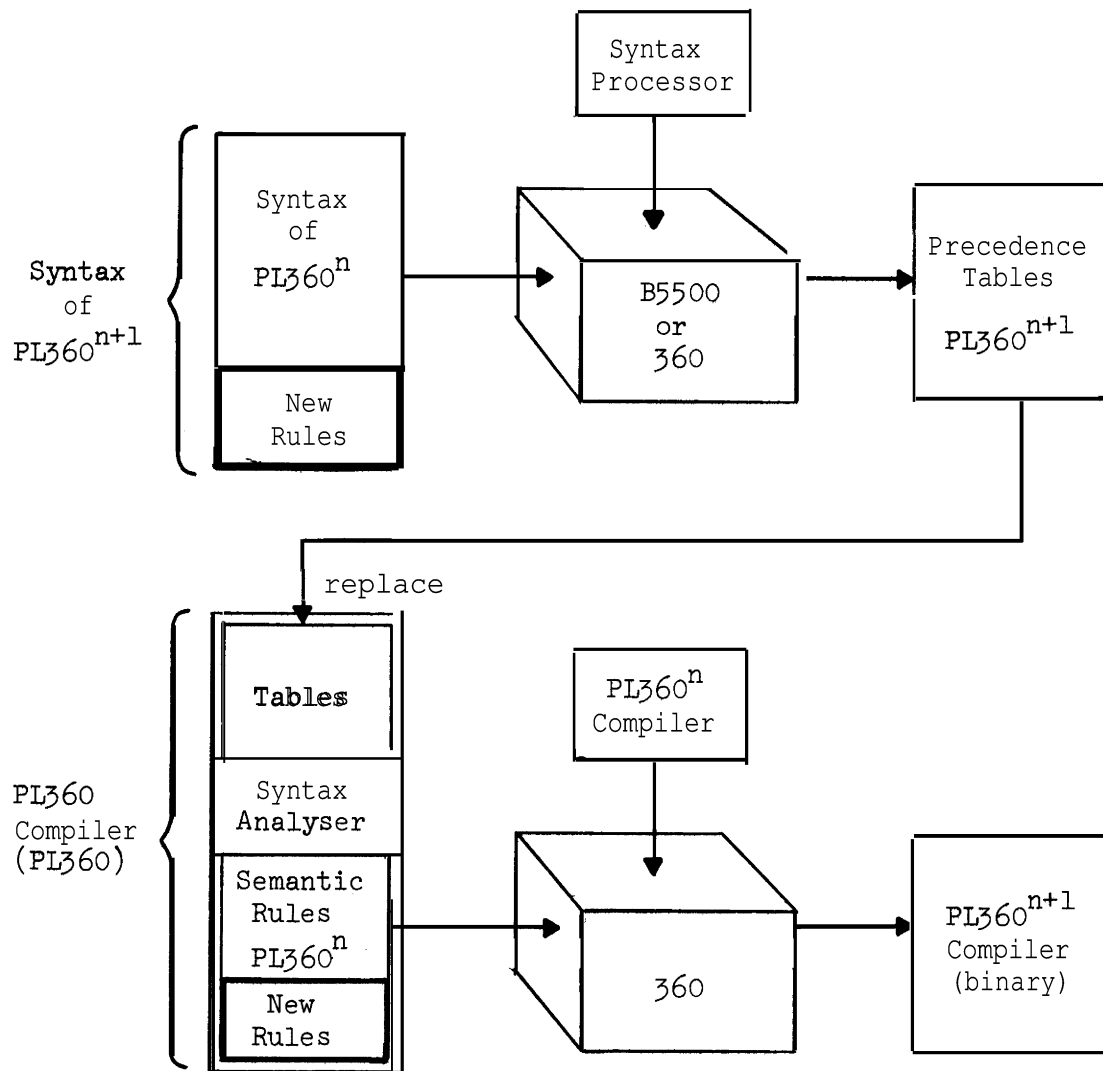 Syntax
Processor
Syntax
of
PL360^n
New
Rules
Syntax
of
PL360^n+1
B5500
or
360
Precedence
Tables
PL360^n+1
replace
Tables
Syntax
Analyser
Semantic
Rules
PL360^n
New
Rules
PL360
Compiler
(PL360)
PL360^n
Compiler
360
PL360^n+1
Compiler
(binary)